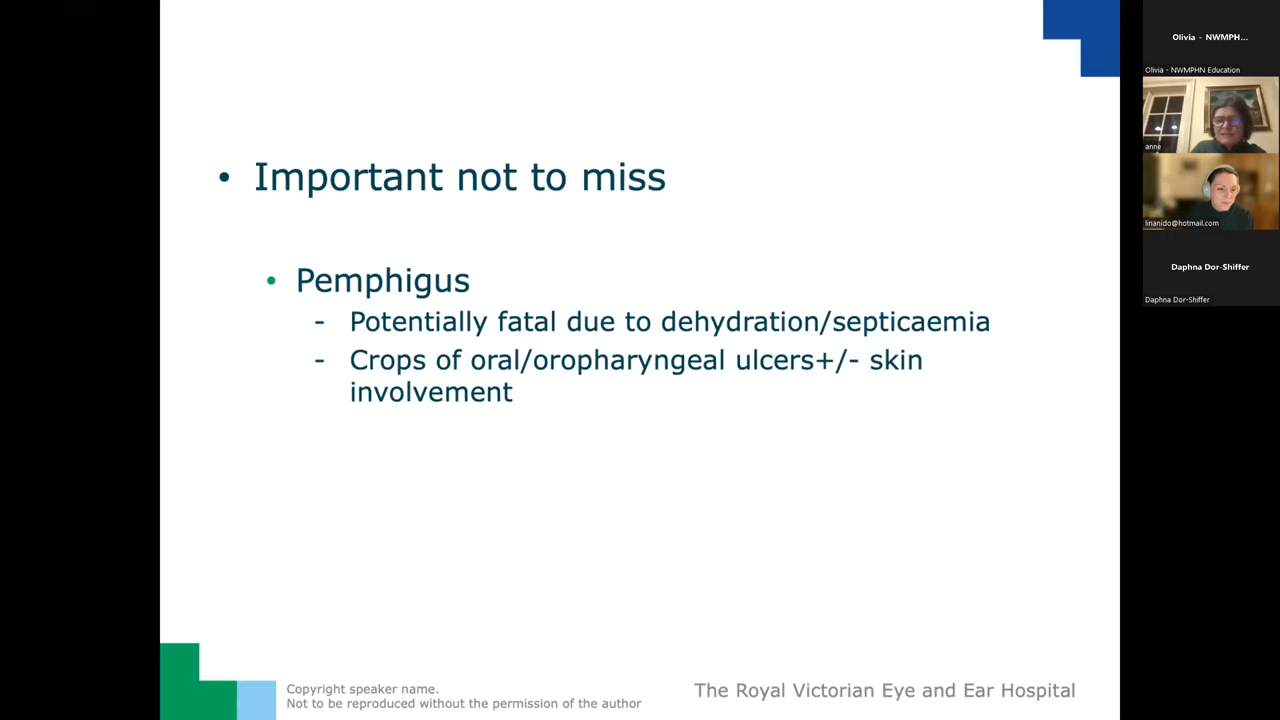 • Important not to miss
• Pemphigus
- Potentially fatal due to dehydration/septicaemia
- Crops of oral/oropharyngeal ulcers+/- skin
involvement
Copyright speaker name.
Not to be reproduced without the permission of the author
The Royal Victorian Eye and Ear Hospital
Olivia - NWMPH...
Olivia - NWMPHN Education
anne
linanido@hotmail.com
Daphna Dor-Shiffer
Daphna Dor-Shiffer